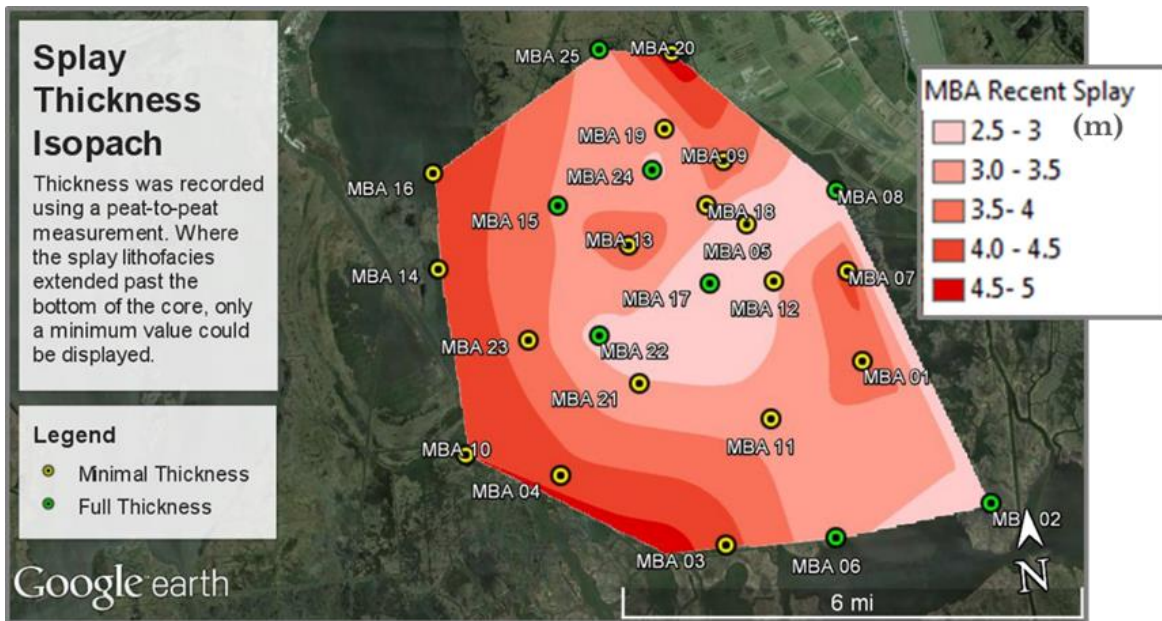 Splay
Thickness
Isopach
Thickness was recorded
using a peat-to-peat
measurement. Where
the splay lithofacies
extended past the
bottom of the core, only
a minimum value could
be displayed.
Legend
Minimal Thickness
Full Thickness
Google earth
MBA 25
MBA 20
MBA 19
MBA 09
MBA 16
MBA 24
MBA 08
MBA 15
MBA 18
MBA 13
MBA 05
MBA 14
MBA 07
MBA 17
MBA 12
MBA 23
MBA 22
MBA 01
MBA 21
MBA 11
MBA 10
MBA 04
MBA 02
MBA 03
MBA 06
N
6 mi
MBA Recent Splay
(m)
2.5 - 3
3.0 - 3.5
3.5- 4
4.0 - 4.5
4.5- 5